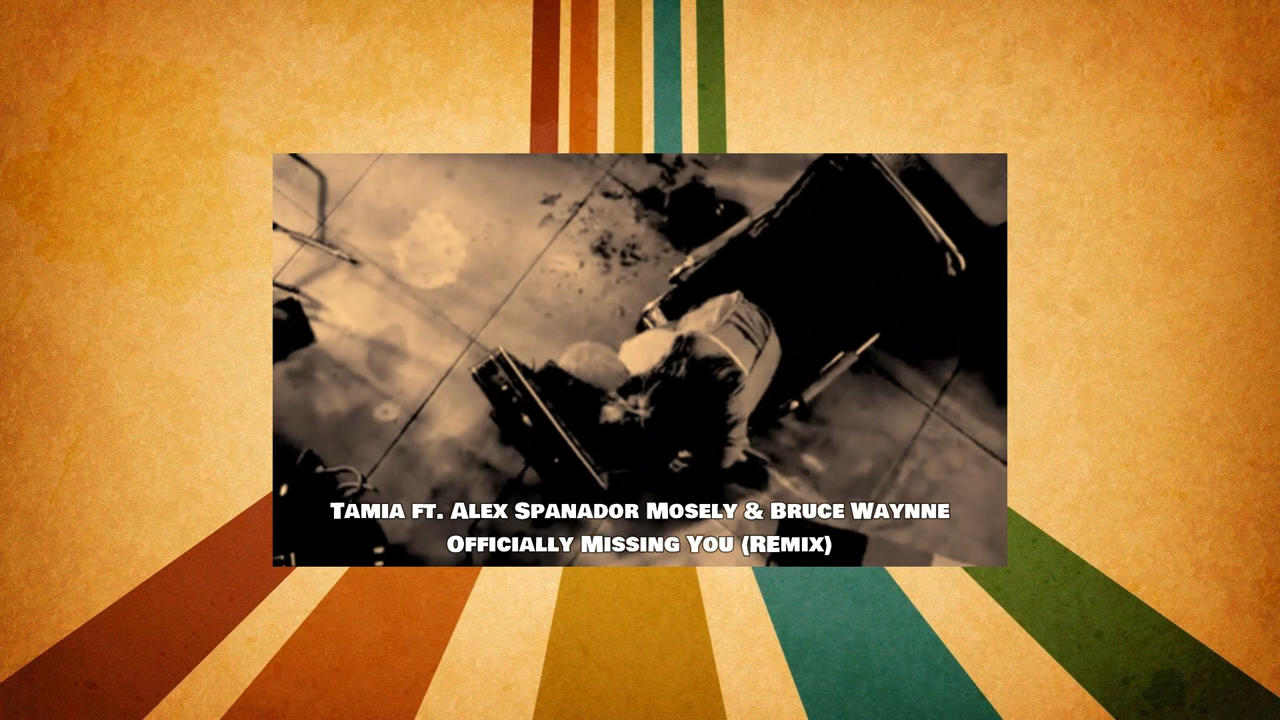 Tamia ft. Alex Spanador Mosely & Bruce Waynne
Officially Missing You (REmix)